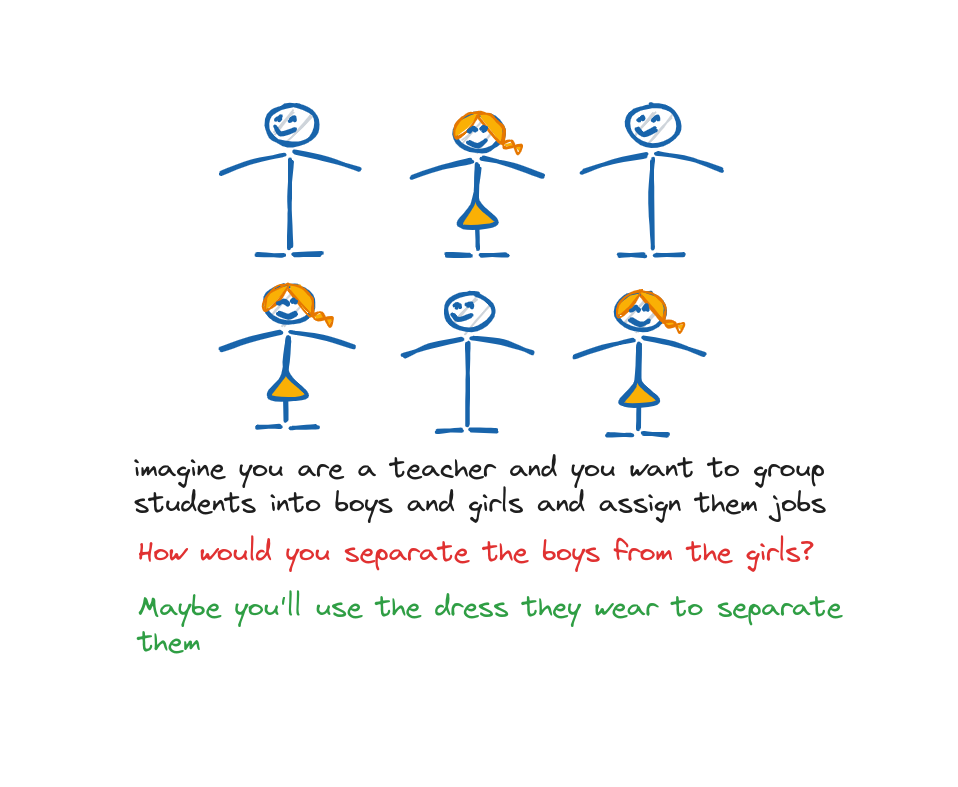 imagine you are a teacher and you want to group
students into boys and girls and assign them jobs
How would you separate the boys from the girls?
Maybe you'll use the dress they wear to separate
them